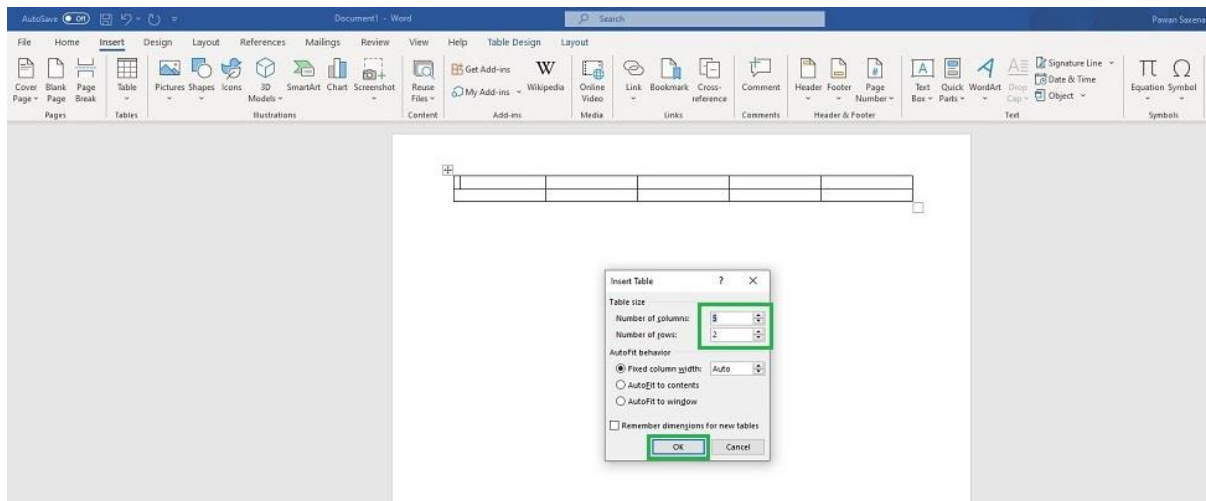 AutoSave On Document1 - Word Search Pawan Saxena
File Home Insert Design Layout References Mailings Review View Help Table Design Layout
Cover Page Blank Page Page Break Table Pictures Shapes Icons 3D Models SmartArt Chart Screenshot Reuse Files Get Add-ins My Add-ins W Wikipedia Online Video Link Bookmark Cross-reference Comment Header Footer Page Number Text Box Quick Parts WordArt Drop Cap Signature Line Date & Time Object Equation Symbol
Pages Tables Illustrations Content Add-ins Media Links Comments Header & Footer Text Symbols
Insert Table ?
Table size
Number of columns: 5
Number of rows: 2
AutoFit behavior
Fixed column width: Auto
AutoFit to contents
AutoFit to window
Remember dimensions for new tables
OK Cancel